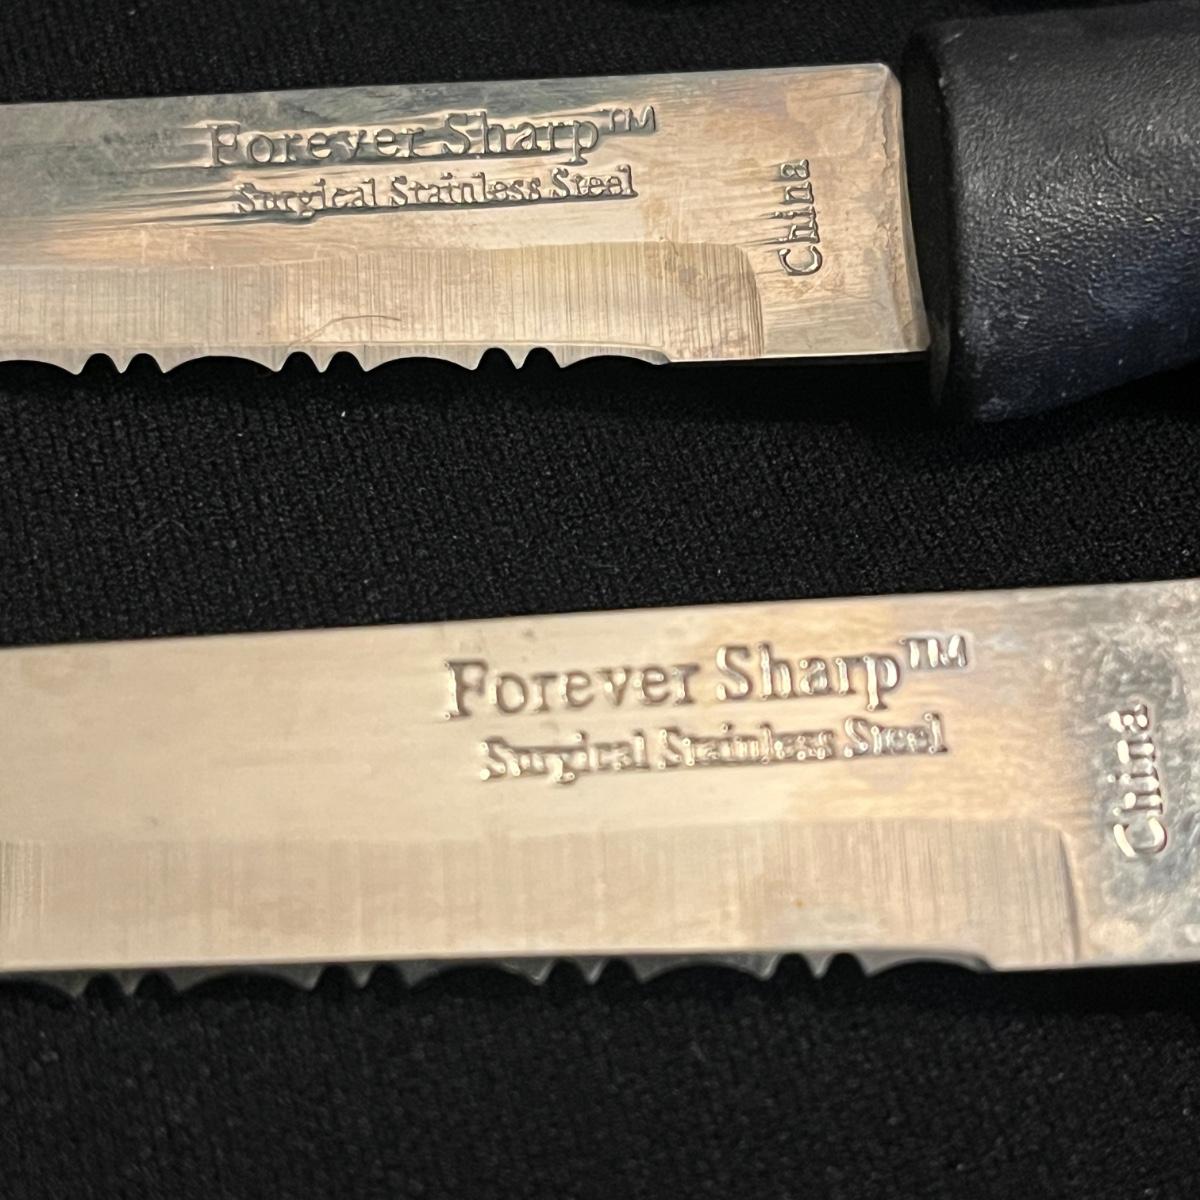 Forever Sharp™
Surgical Stainless Steel
China
Forever Sharp™
Surgical Stainless Steel
China